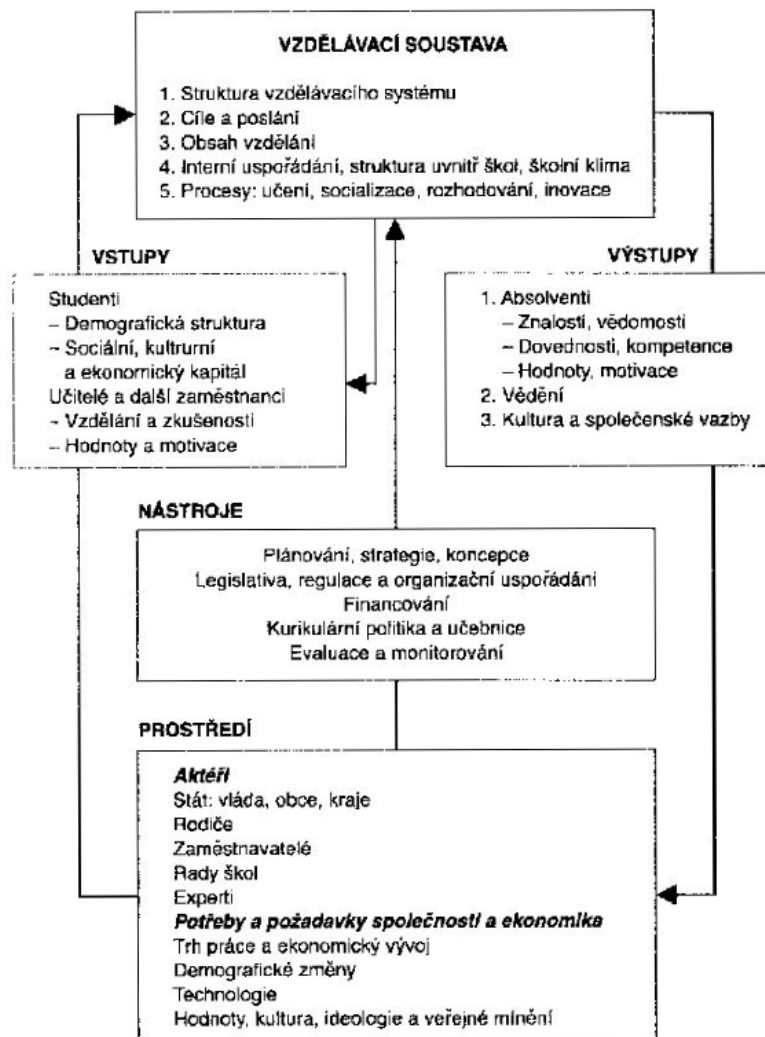 VZDĚLÁVACÍ SOUSTAVA
1. Struktura vzdělávacího systému
2. Cíle a poslání
3. Obsah vzdělání
4. Interní uspořádání, struktura uvnitř škol, školní klima
5. Procesy: učení, socializace, rozhodování, inovace
VSTUPY
Studenti
– Demografická struktura
– Sociální, kultrurní
a ekonomický kapitál
Učitelé a další zaměstnanci
– Vzdělání a zkušenosti
– Hodnoty a motivace
VÝSTUPY
1. Absolventi
– Znalosti, vědomosti
– Dovednosti, kompetence
– Hodnoty, motivace
2. Vědění
3. Kultura a společenské vazby
NÁSTROJE
Plánování, strategie, koncepce
Legislativa, regulace a organizační uspořádání
Financování
Kurikulární politika a učebnice
Evaluace a monitorování
PROSTŘEDÍ
Aktéři
Stát: vláda, obce, kraje
Rodiče
Zaměstnavatelé
Rady škol
Experti
Potřeby a požadavky společnosti a ekonomika
Trh práce a ekonomický vývoj
Demografické změny
Technologie
Hodnoty, kultura, ideologie a veřejné mínění